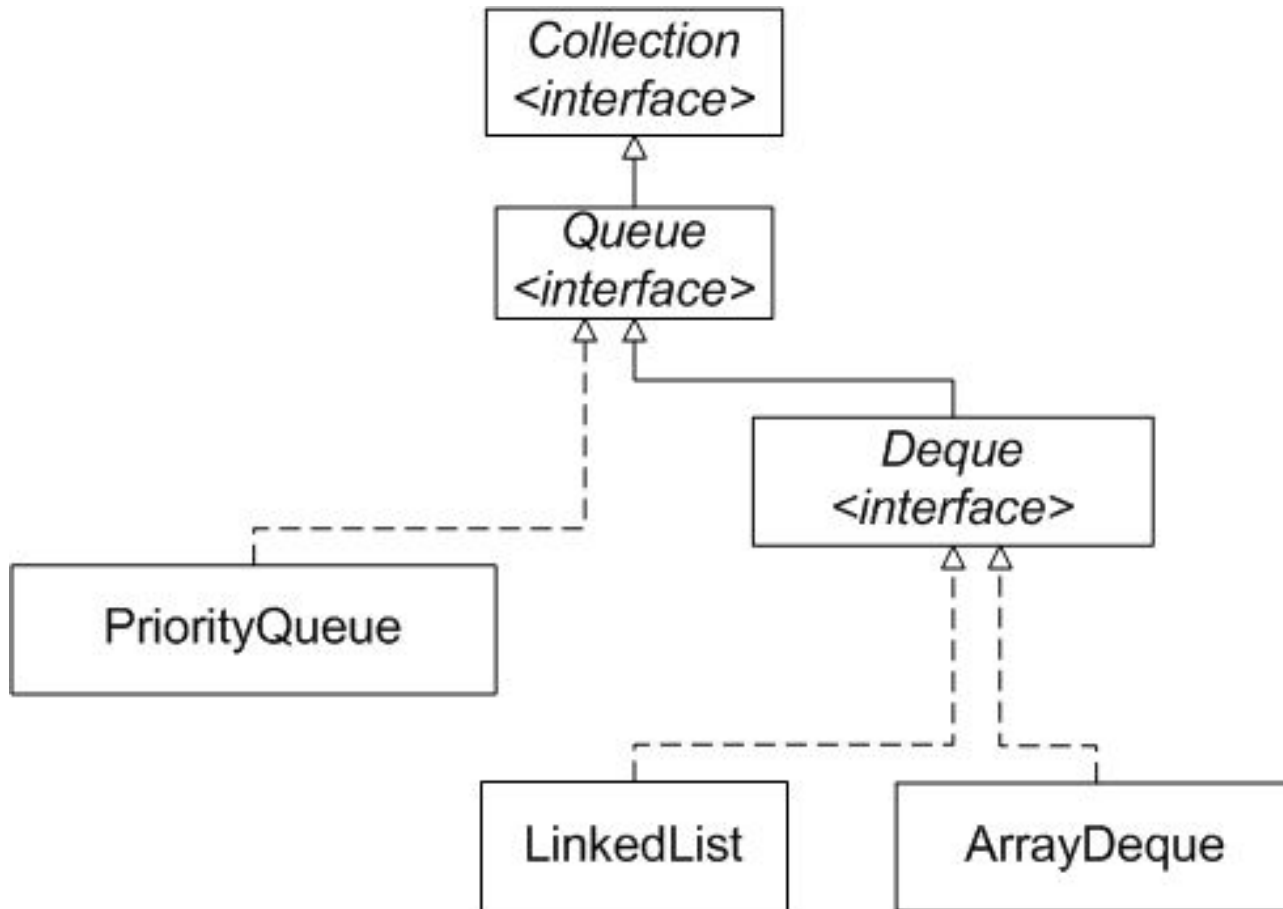 Collection
<interface>
Queue
<interface>
Deque
<interface>
PriorityQueue
LinkedList
ArrayDeque